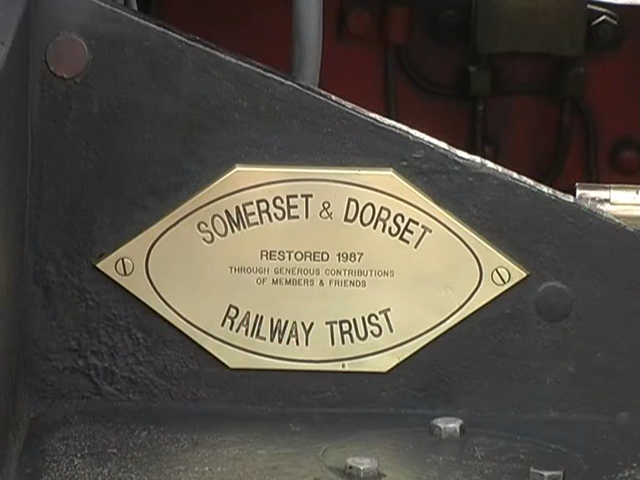 SOMERSET & DORSET
RESTORED 1987
THROUGH GENEROUS CONTRIBUTIONS
OF MEMBERS & FRIENDS
RAILWAY TRUST